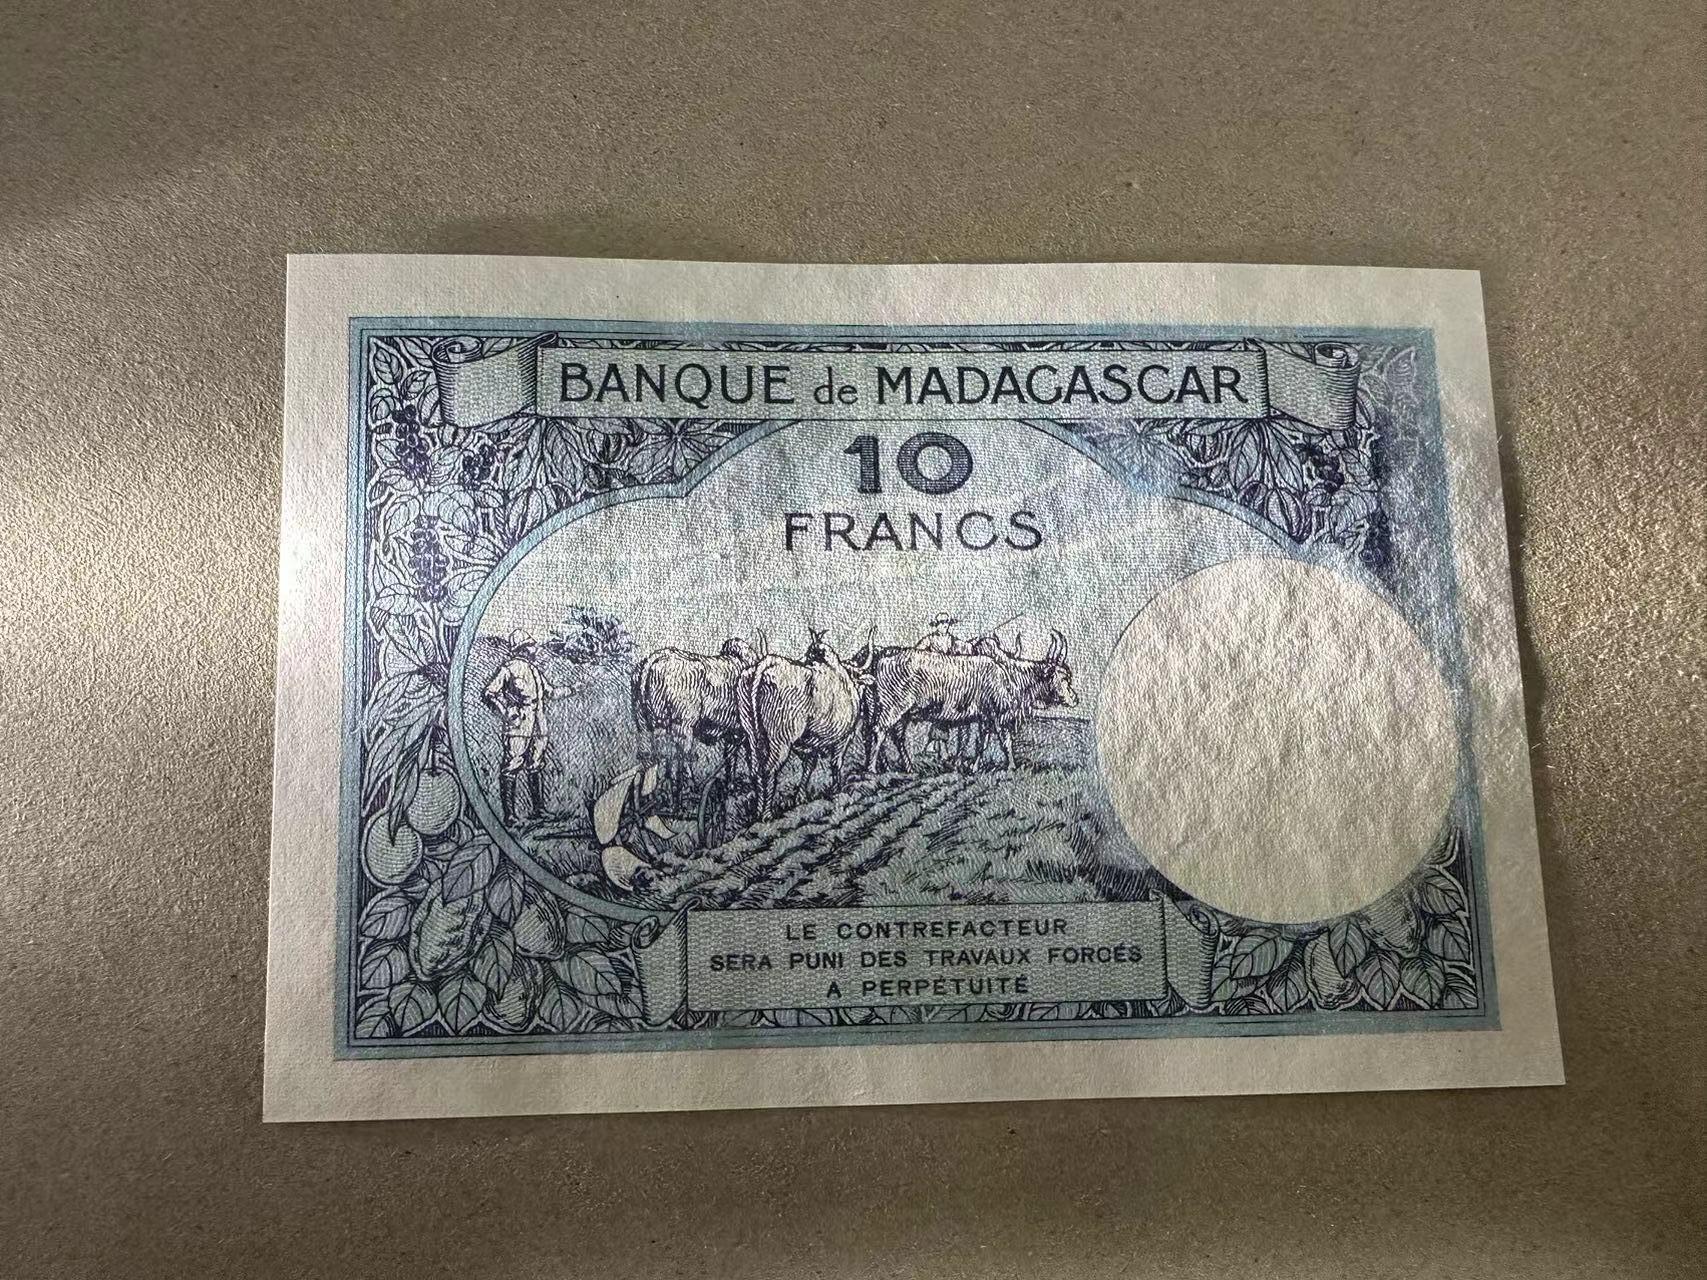 BANQUE de MADAGASCAR
10
FRANCS
LE CONTREFACTEUR
SERA PUNI DES TRAVAUX FORCÉS
A PERPÉTUITÉ